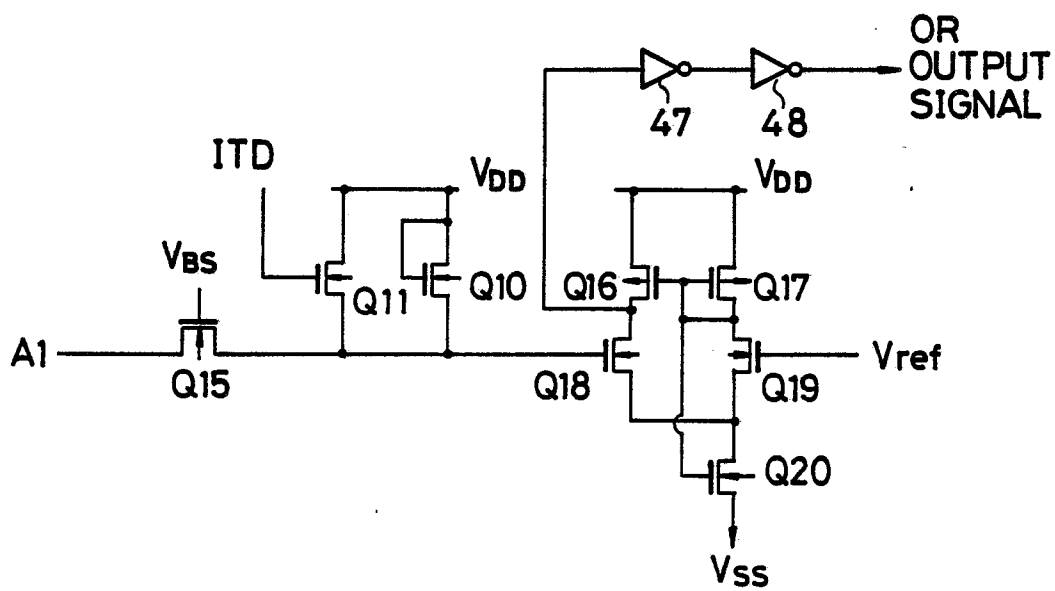 OR
OUTPUT
SIGNAL
47
48
ITD
VDD
VDD
VBS
Q11
Q10
Q16
Q17
A1
Q15
Q18
Q19
Vref
Q20
VSS